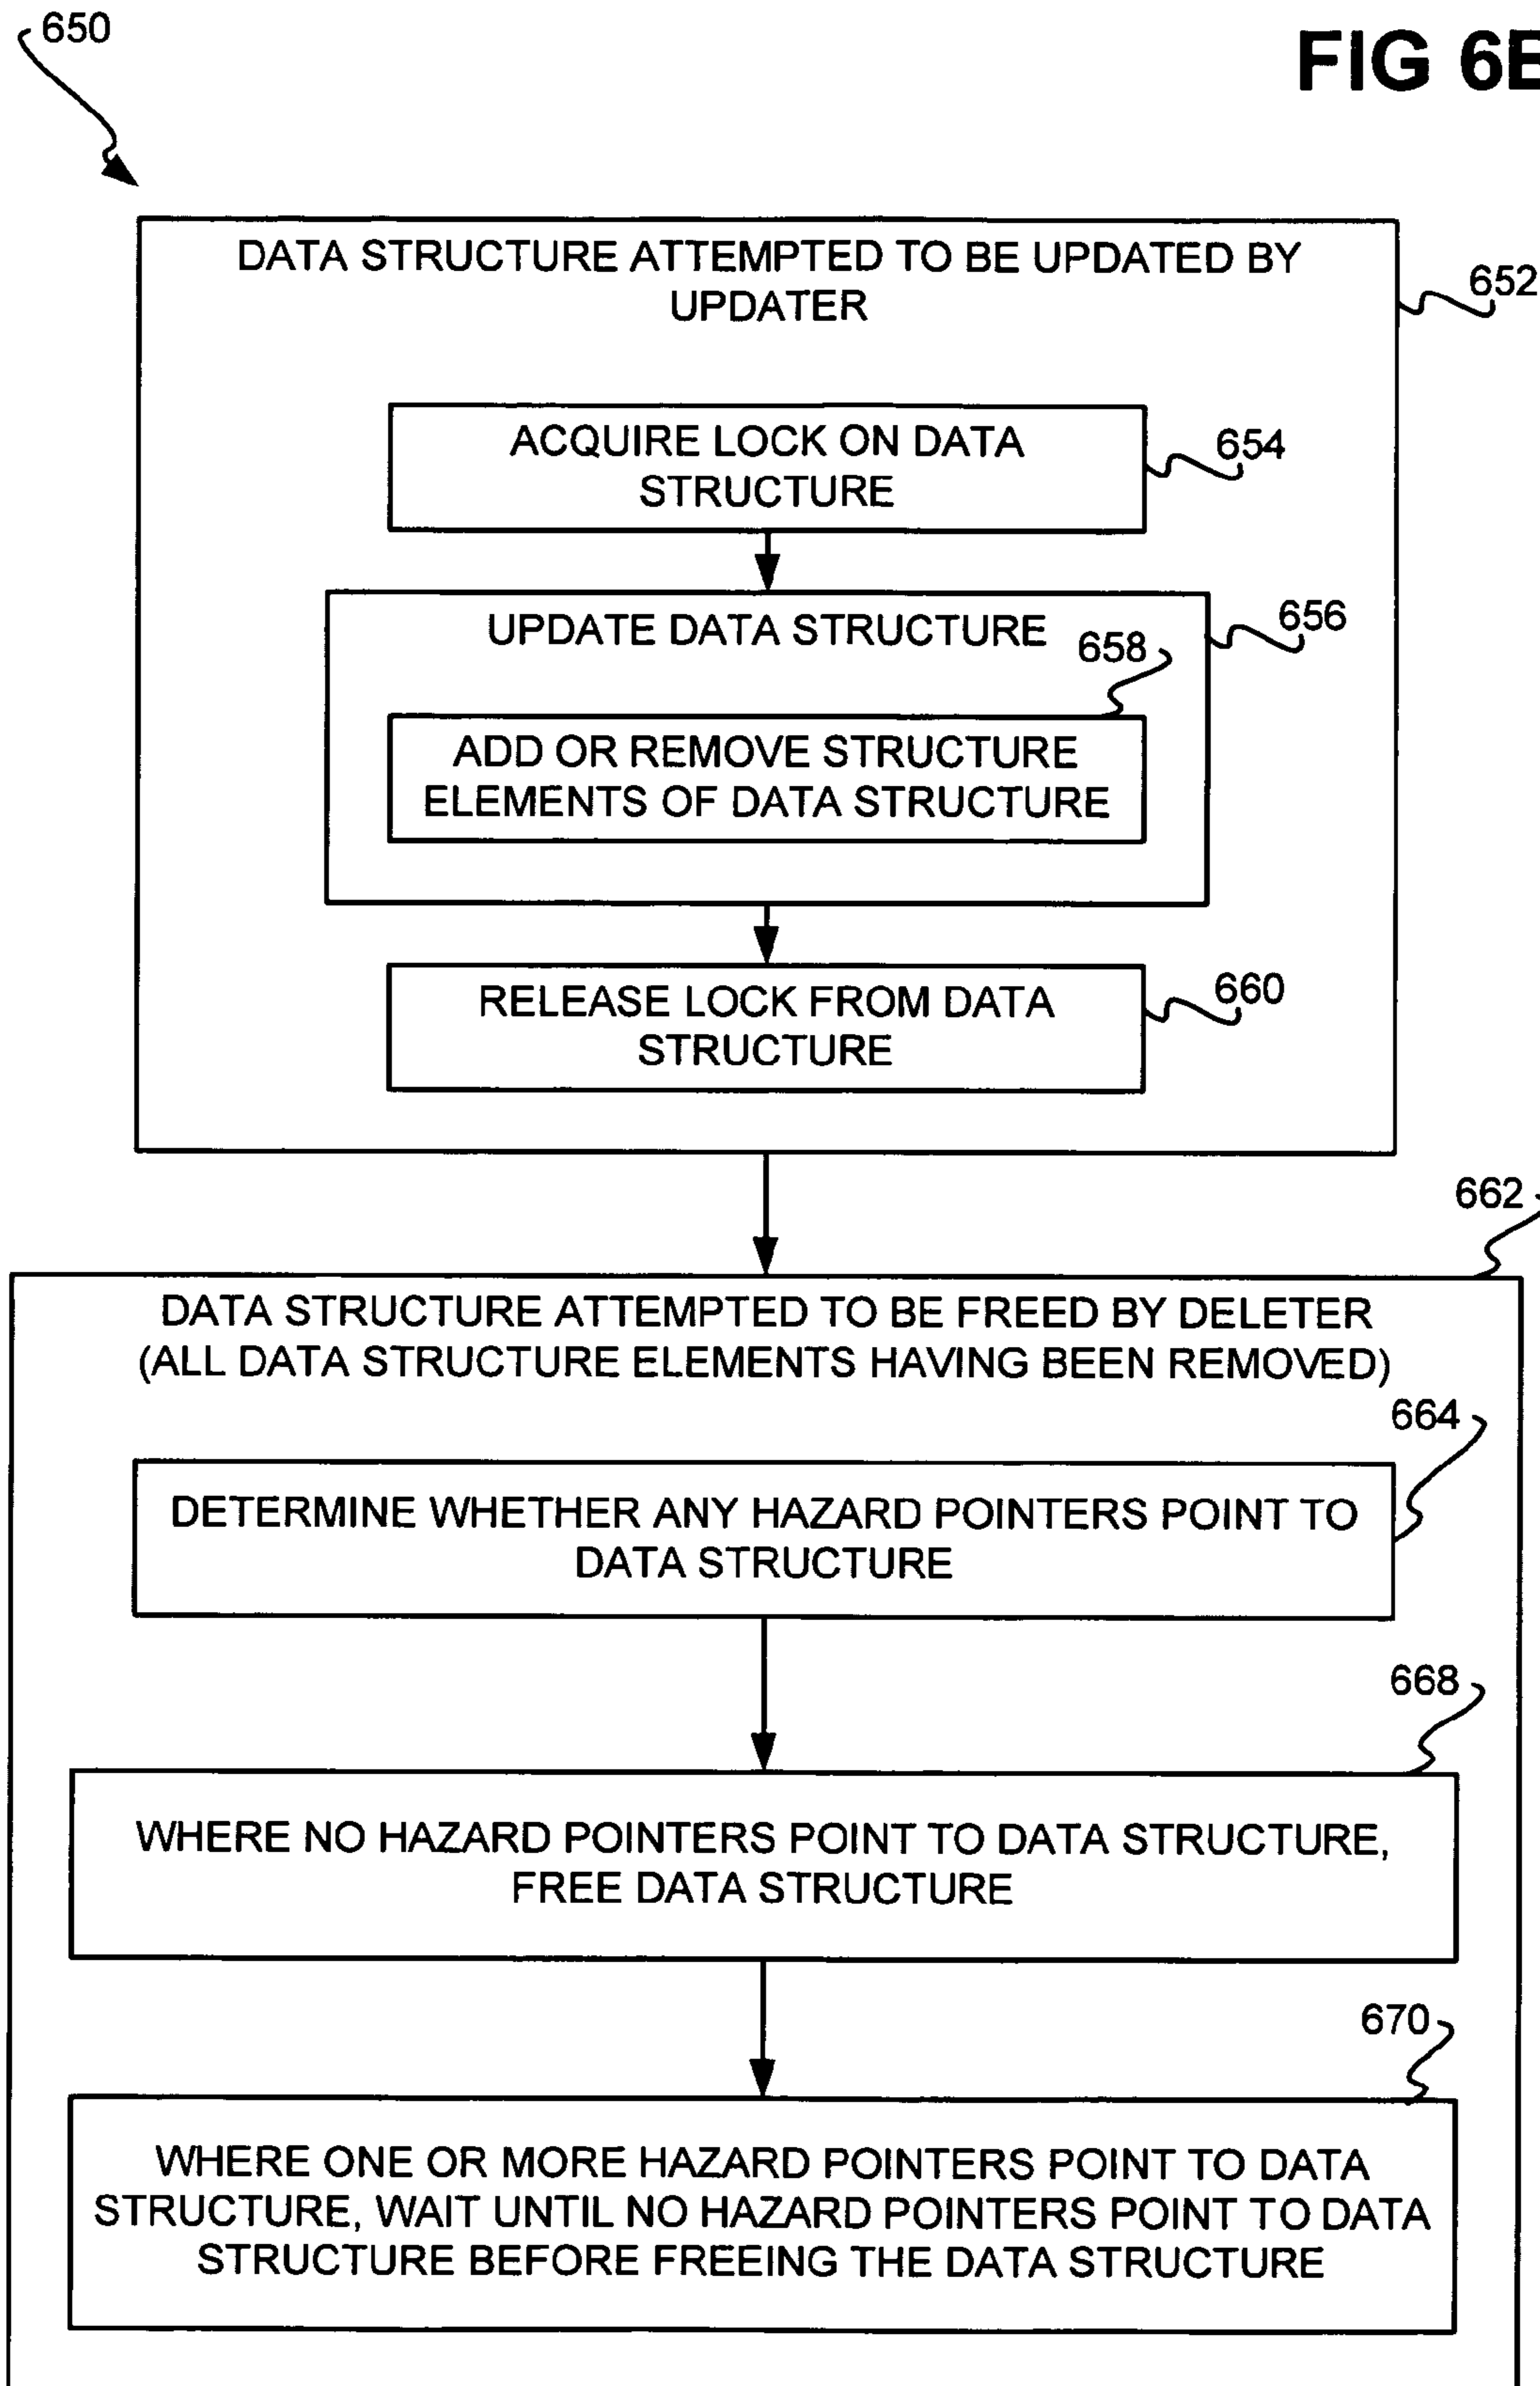 650
FIG 6B
DATA STRUCTURE ATTEMPTED TO BE UPDATED BY
UPDATER
652
ACQUIRE LOCK ON DATA
STRUCTURE
654
UPDATE DATA STRUCTURE
656
658
ADD OR REMOVE STRUCTURE
ELEMENTS OF DATA STRUCTURE
RELEASE LOCK FROM DATA
STRUCTURE
660
662
DATA STRUCTURE ATTEMPTED TO BE FREED BY DELETER
(ALL DATA STRUCTURE ELEMENTS HAVING BEEN REMOVED)
664
DETERMINE WHETHER ANY HAZARD POINTERS POINT TO
DATA STRUCTURE
668
WHERE NO HAZARD POINTERS POINT TO DATA STRUCTURE,
FREE DATA STRUCTURE
670
WHERE ONE OR MORE HAZARD POINTERS POINT TO DATA
STRUCTURE, WAIT UNTIL NO HAZARD POINTERS POINT TO DATA
STRUCTURE BEFORE FREEING THE DATA STRUCTURE